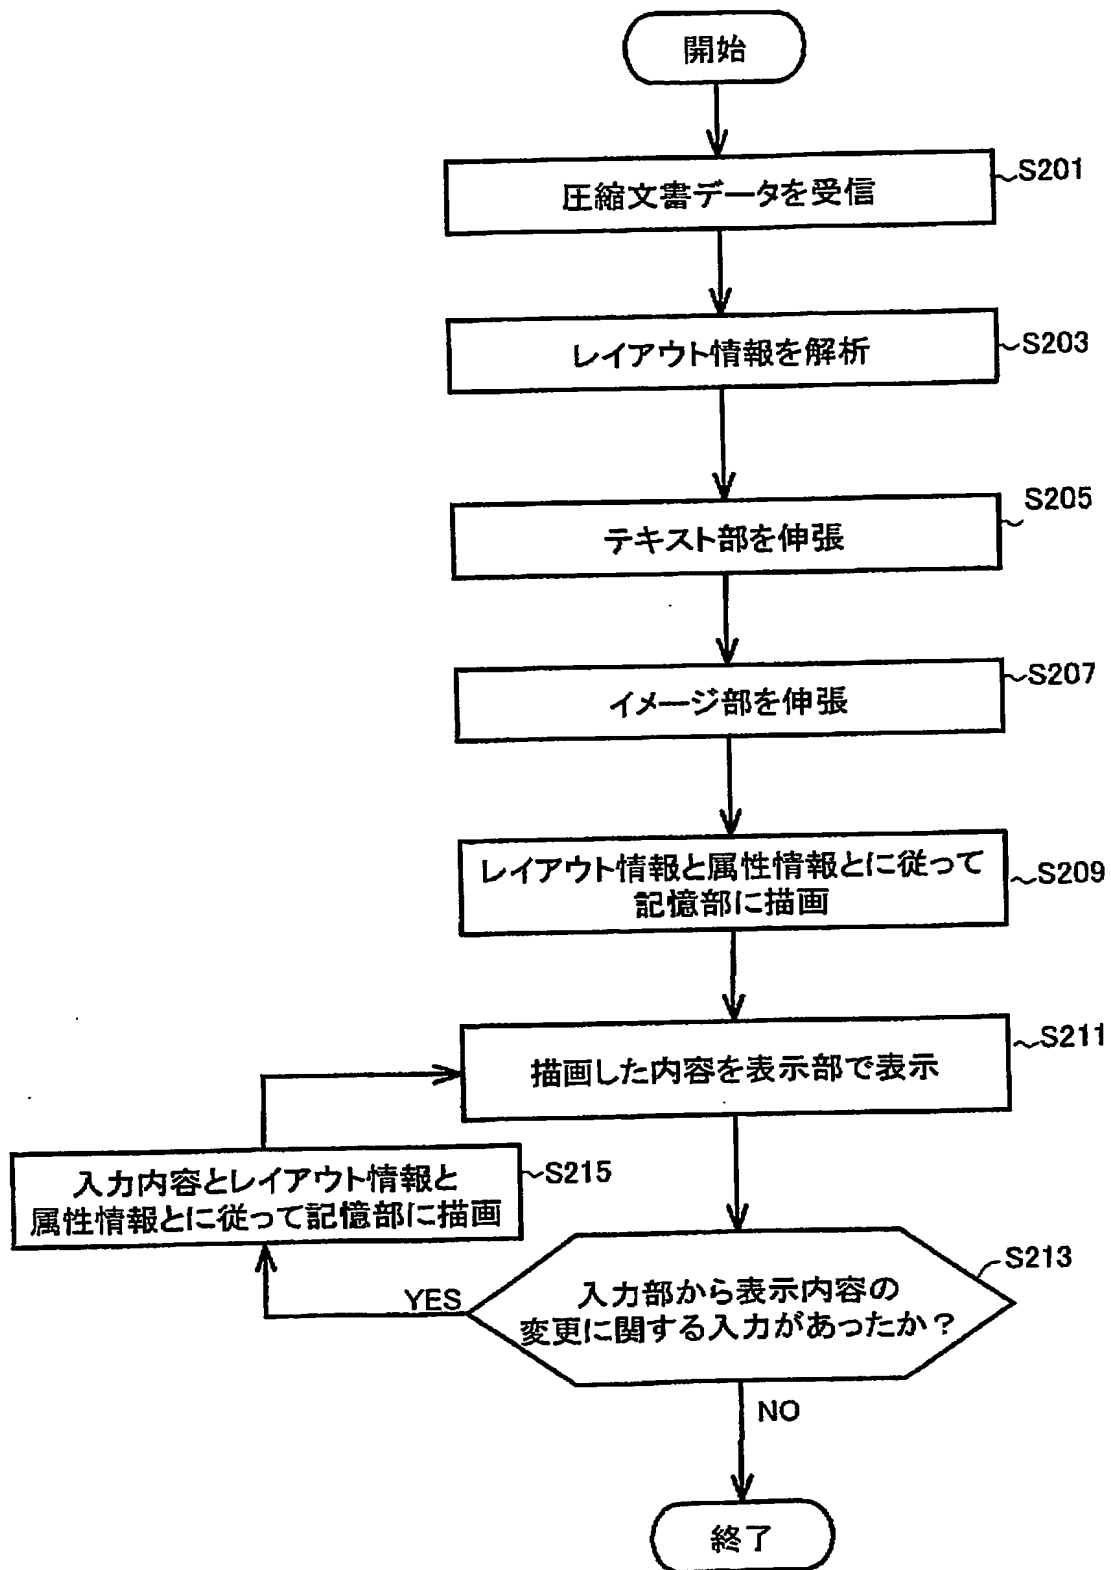 開始
圧縮文書データを受信
~S201
レイアウト情報を解析
~S203
テキスト部を伸張
~S205
イメージ部を伸張
~S207
レイアウト情報と属性情報とに従って
記憶部に描画
~S209
描画した内容を表示部で表示
~S211
入力内容とレイアウト情報と
属性情報とに従って記憶部に描画
~S215
入力部から表示内容の
変更に関する入力があったか？
S213
YES
NO
終了